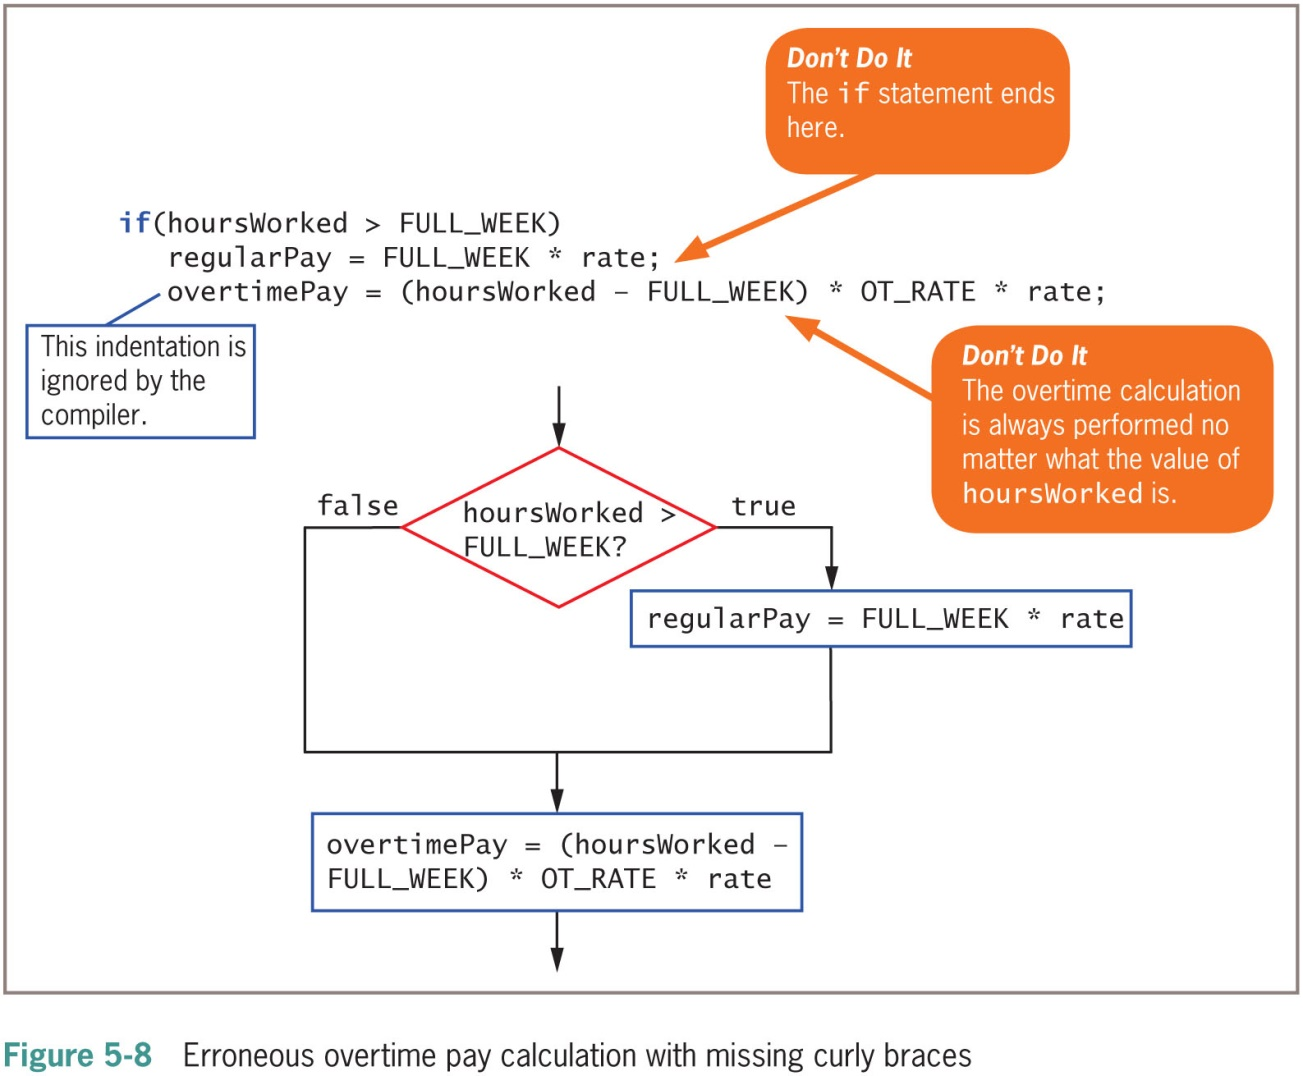 Don't Do It
The if statement ends
here.
if(hoursWorked > FULL_WEEK)
regularPay = FULL_WEEK * rate;
overtimePay = (hoursWorked – FULL_WEEK) * OT_RATE * rate;
This indentation is
ignored by the
compiler.
Don't Do It
The overtime calculation
is always performed no
matter what the value of
hoursWorked is.
false
hoursWorked >
FULL_WEEK?
true
regularPay = FULL_WEEK * rate
overtimePay = (hoursWorked –
FULL_WEEK) * OT_RATE * rate
Figure 5-8 Erroneous overtime pay calculation with missing curly braces